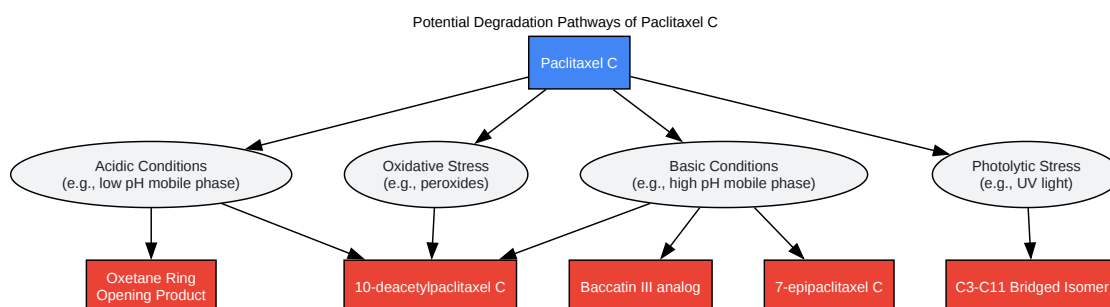 Potential Degradation Pathways of Paclitaxel C
Paclitaxel C
Acidic Conditions
(e.g., low pH mobile phase)
Oxidative Stress
(e.g., peroxides)
Basic Conditions
(e.g., high pH mobile phase)
Photolytic Stress
(e.g., UV light)
Oxetane Ring
Opening Product
10-deacetylpaclitaxel C
Baccatin III analog
7-epipaclitaxel C
C3-C11 Bridged Isomer